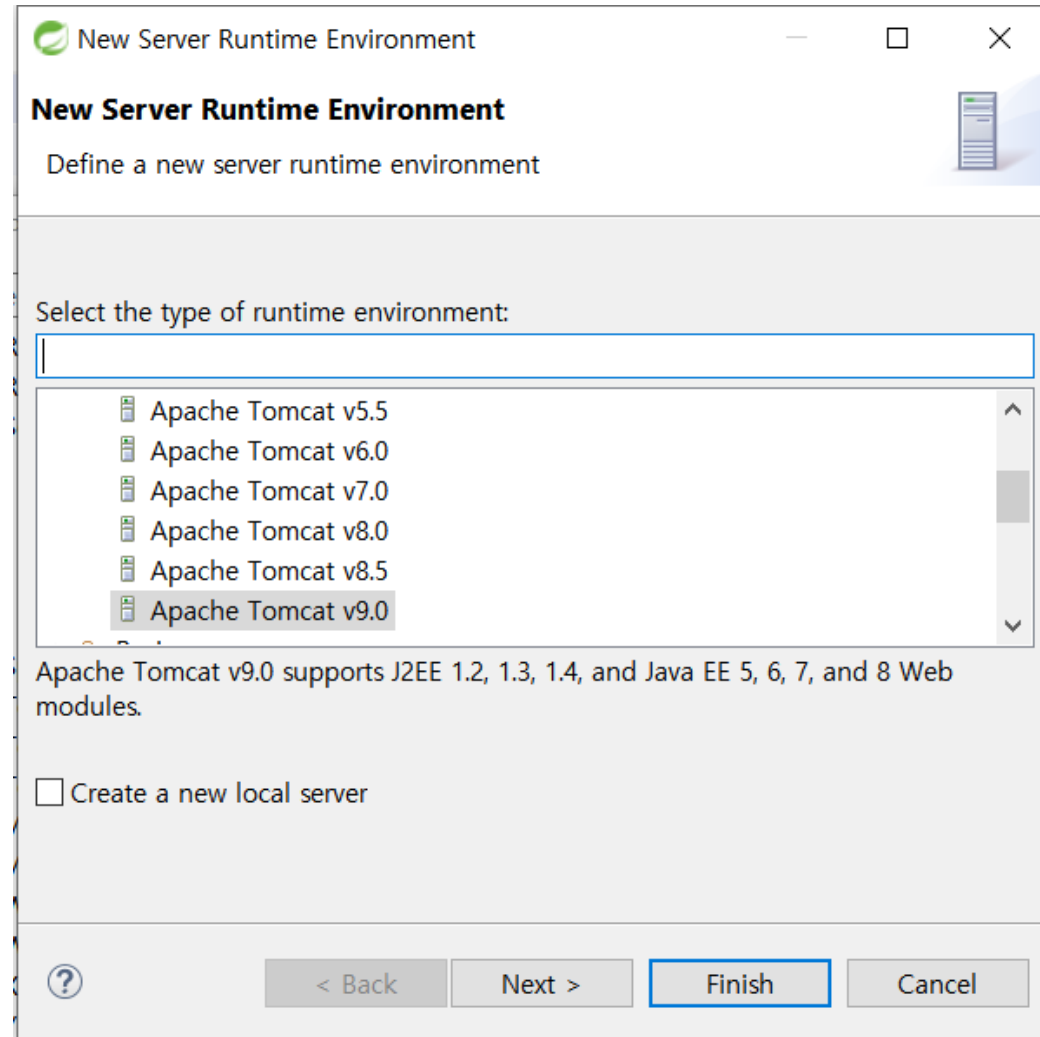 New Server Runtime Environment
New Server Runtime Environment
Define a new server runtime environment
Select the type of runtime environment:
Apache Tomcat v5.5
Apache Tomcat v6.0
Apache Tomcat v7.0
Apache Tomcat v8.0
Apache Tomcat v8.5
Apache Tomcat v9.0
Apache Tomcat v9.0 supports J2EE 1.2, 1.3, 1.4, and Java EE 5, 6, 7, and 8 Web
modules.
Create a new local server
? < Back Next > Finish Cancel